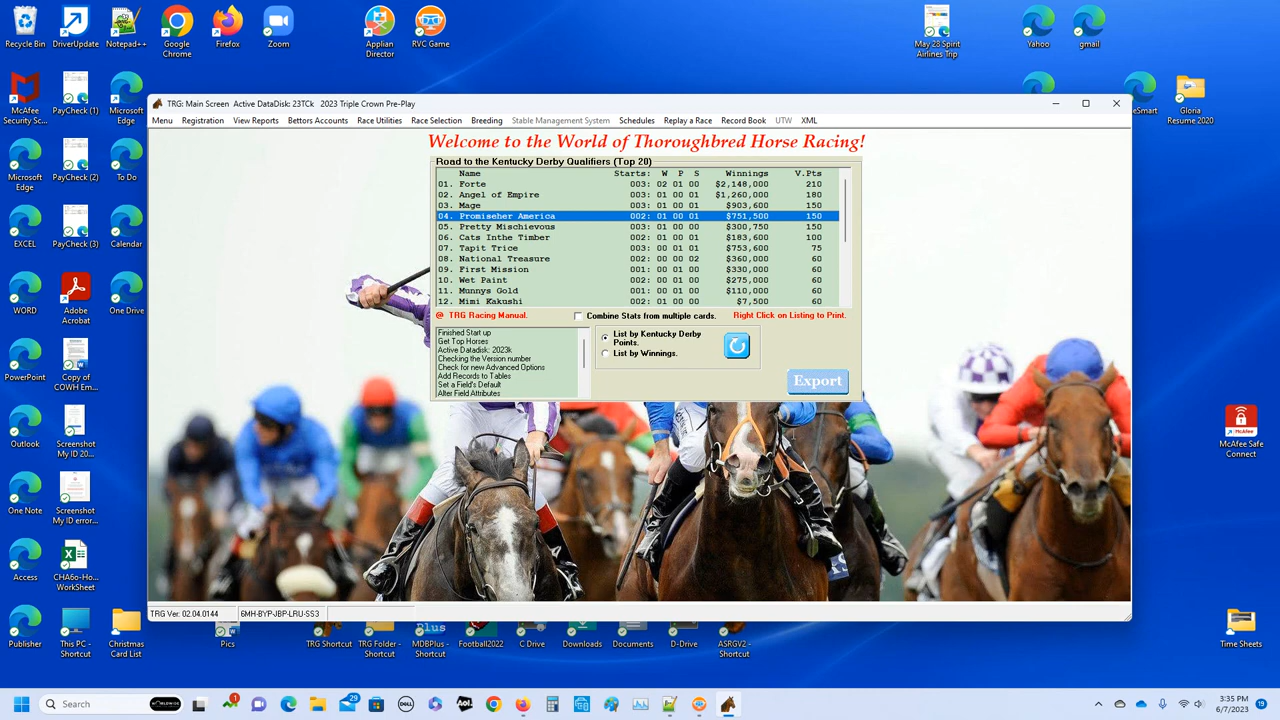 Recycle Bin
DriverUpdate
Notepad++
Google
Chrome
Firefox
Zoom
Applian
Director
RVC Game
May 28 Spirit
Airlines Trip
Yahoo
gmail
McAfee
Security Sc...
PayCheck (1)
Microsoft
Edge
eSmart
Gloria
Resume 2020
TRG: Main Screen Active DataDisk: 23TCk 2023 Triple Crown Pre-Play
Menu Registration View Reports Bettors Accounts Race Utilities Race Selection Breeding Stable Management System Schedules Replay a Race Record Book UTW XML
Welcome to the World of Thoroughbred Horse Racing!
Road to the Kentucky Derby Qualifiers (Top 20)
Name Starts: W P S Winnings V.Pts
01. Forte 003: 02 01 00 $2,148,000 210
02. Angel of Empire 003: 01 00 01 $1,260,000 180
03. Mage 003: 01 01 00 $903,600 150
04. Promiseher America 002: 01 00 01 $751,500 150
05. Pretty Mischievous 003: 01 00 00 $300,750 150
06. Cats Inthe Timber 002: 01 01 00 $183,600 100
07. Tapit Trice 003: 01 00 01 $753,600 75
08. National Treasure 002: 00 00 02 $360,000 60
09. First Mission 003: 00 01 00 $330,000 60
10. Wet Paint 002: 00 01 00 $275,000 60
11. Munnys Gold 001: 00 01 00 $110,000 60
12. Mimi Kakushi 002: 01 00 00 $7,500 60
@ TRG Racing Manual.
Combine Stats from multiple cards.
Right Click on Listing to Print.
Finished Start up
Get Top Horses
Active Datadisk: 2023k
Checking the Version number
Check for new Advanced Options
Add Records to Tables
Set a Field's Default
Alter Field Attributes
List by Kentucky Derby
Points.
List by Winnings.
Export
Microsoft
Edge
PayCheck (2)
To Do
EXCEL
PayCheck (3)
Calendar
WORD
Adobe
Acrobat
One Drive
PowerPoint
Copy of
COWH Em...
Outlook
Screenshot
My ID 20...
McAfee
McAfee Safe
Connect
One Note
Screenshot
My ID error...
Access
CHA6o-Ho...
WorkSheet
TRG Ver: 02.04.0144
6MH-BYP-JBP-LRU-SS3
Publisher
This PC -
Shortcut
Christmas
Card List
Pics
TRG Shortcut
TRG Folder -
Shortcut
Plus
MDBPlus -
Shortcut
Football2022
C Drive
Downloads
Documents
D-Drive
ASRGV2 -
Shortcut
Time Sheets
Search
WORLDWIDE
1
29
DELL
Aol.
3:35 PM
6/7/2023
19